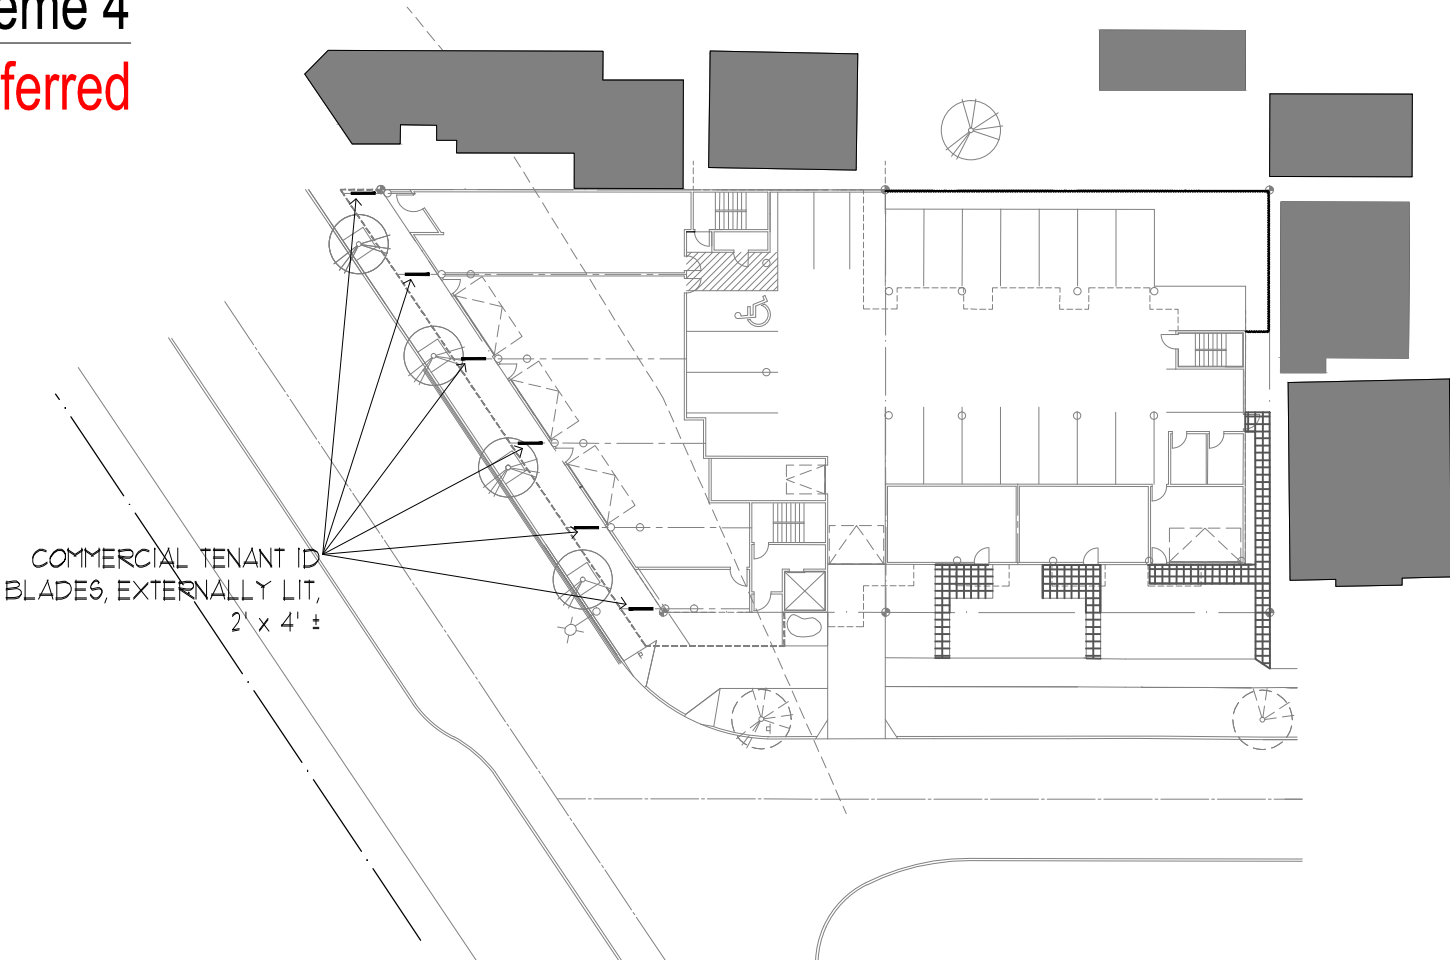 eme 4
ferred
COMMERCIAL TENANT ID
BLADES, EXTERNALLY LIT,
2' x 4' ±